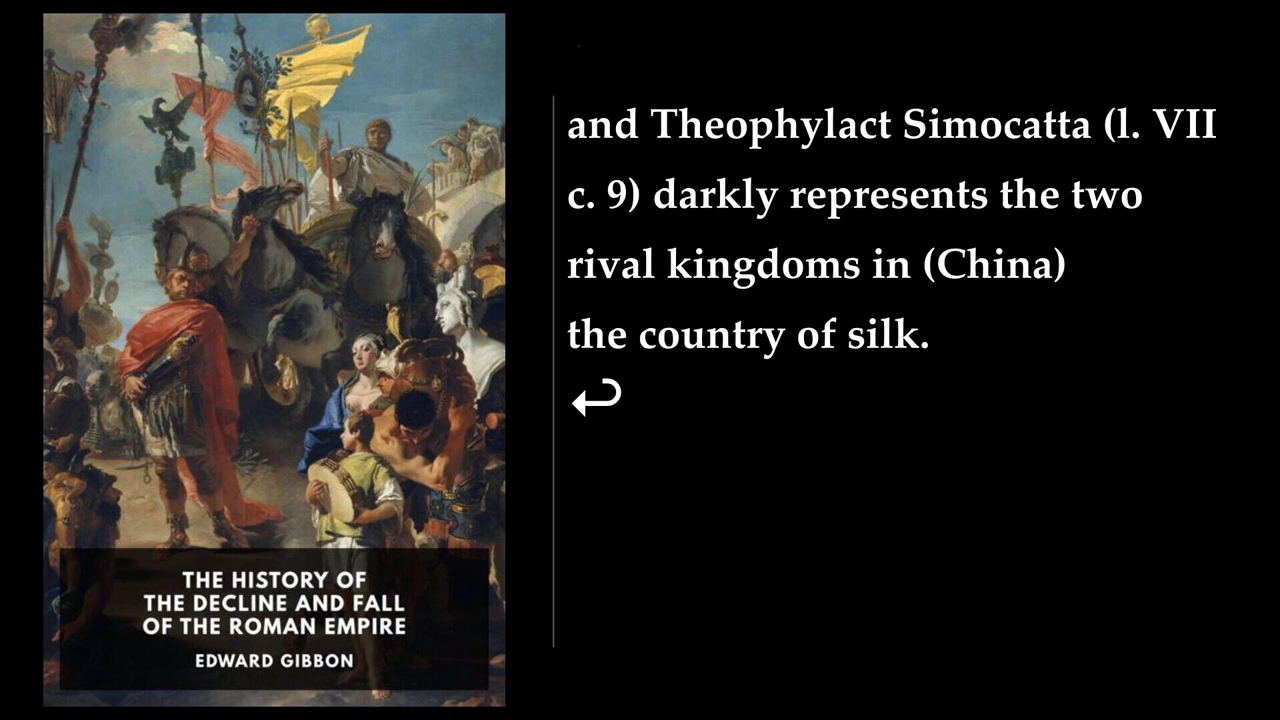 THE HISTORY OF
THE DECLINE AND FALL
OF THE ROMAN EMPIRE
EDWARD GIBBON
and Theophylact Simocatta (l. VII
c. 9) darkly represents the two
rival kingdoms in (China)
the country of silk.
↩